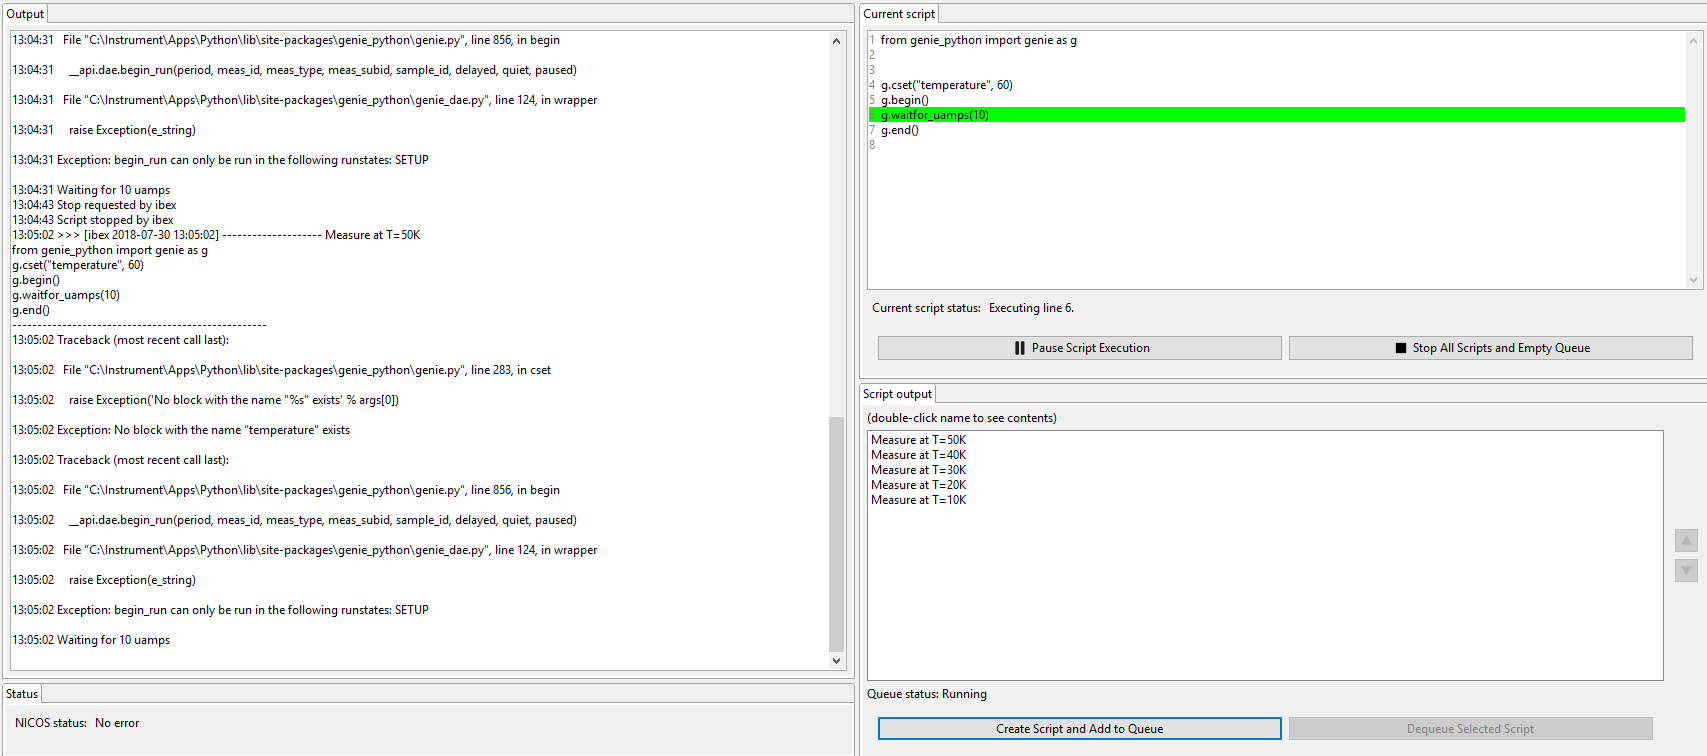 Output
13:04:31 File "C:\Instrument\Apps\Python\lib\site-packages\genie_python\genie.py", line 856, in begin
13:04:31 __api.dae.begin_run(period, meas_id, meas_type, meas_subid, sample_id, delayed, quiet, paused)
13:04:31 File "C:\Instrument\Apps\Python\lib\site-packages\genie_python\genie_dae.py", line 124, in wrapper
13:04:31 raise Exception(e_string)
13:04:31 Exception: begin_run can only be run in the following runstates: SETUP
13:04:31 Waiting for 10 uamps
13:04:43 Stop requested by ibex
13:04:43 Script stopped by ibex
13:05:02 >>> [ibex 2018-07-30 13:05:02] -------------------- Measure at T=50K
from genie_python import genie as g
g.cset("temperature", 60)
g.begin()
g.waitfor_uamps(10)
g.end()
---------------------------------------------------
13:05:02 Traceback (most recent call last):
13:05:02 File "C:\Instrument\Apps\Python\lib\site-packages\genie_python\genie.py", line 283, in cset
13:05:02 raise Exception('No block with the name "%s" exists' % args[0])
13:05:02 Exception: No block with the name "temperature" exists
13:05:02 Traceback (most recent call last):
13:05:02 File "C:\Instrument\Apps\Python\lib\site-packages\genie_python\genie.py", line 856, in begin
13:05:02 __api.dae.begin_run(period, meas_id, meas_type, meas_subid, sample_id, delayed, quiet, paused)
13:05:02 File "C:\Instrument\Apps\Python\lib\site-packages\genie_python\genie_dae.py", line 124, in wrapper
13:05:02 raise Exception(e_string)
13:05:02 Exception: begin_run can only be run in the following runstates: SETUP
13:05:02 Waiting for 10 uamps
Status
NICOS status: No error
Current script
1 from genie_python import genie as g
2
3
4 g.cset("temperature", 60)
5 g.begin()
6 g.waitfor_uamps(10)
7 g.end()
8
Current script status: Executing line 6.
Pause Script Execution
Stop All Scripts and Empty Queue
Script output
(double-click name to see contents)
Measure at T=50K
Measure at T=40K
Measure at T=30K
Measure at T=20K
Measure at T=10K
Queue status: Running
Create Script and Add to Queue
Dequeue Selected Script